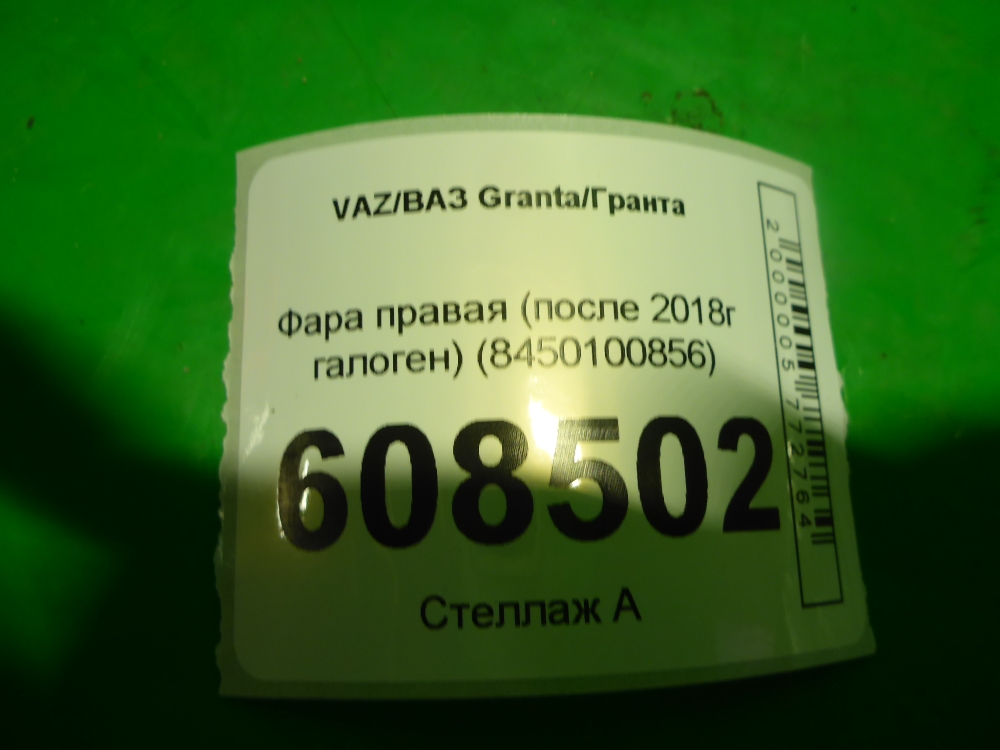 VAZ/ВАЗ Granta/Гранта
Фара правая (после 2018г
галоген) (8450100856)
608502
Стеллаж А
2000005772764